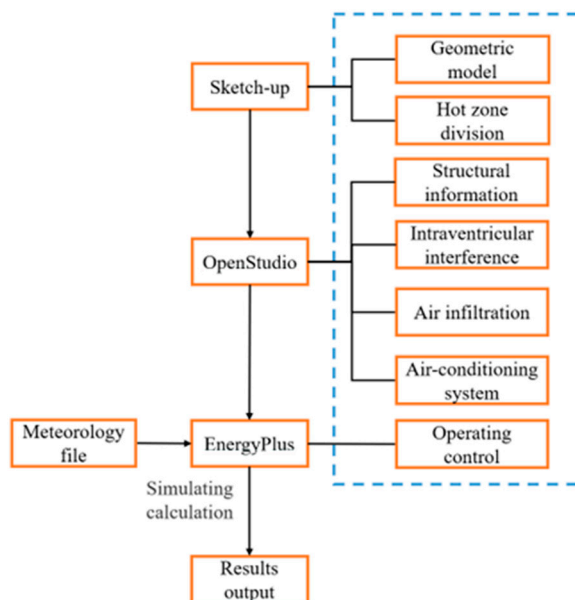 Geometric
model
Sketch-up
Hot zone
division
Structural
information
Intraventricular
interference
OpenStudio
Air infiltration
Air-conditioning
system
Meteorology
file
EnergyPlus
Operating
control
Simulating
calculation
Results
output